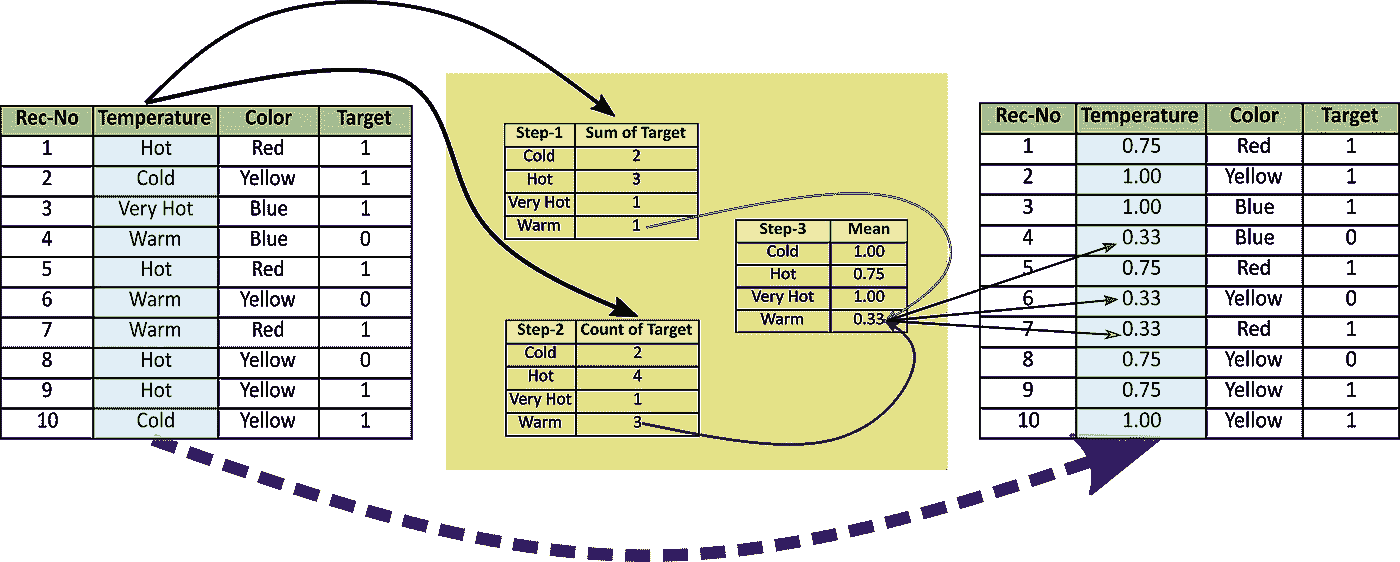 Rec-No Temperature Color Target
1 Hot Red 1
2 Cold Yellow 1
3 Very Hot Blue 1
4 Warm Blue 0
5 Hot Red 1
6 Warm Yellow 0
7 Warm Red 1
8 Hot Yellow 0
9 Hot Yellow 1
10 Cold Yellow 1
Step-1 Sum of Target
Cold 2
Hot 3
Very Hot 1
Warm 1
Step-2 Count of Target
Cold 2
Hot 4
Very Hot 1
Warm 3
Step-3 Mean
Cold 1.00
Hot 0.75
Very Hot 1.00
Warm 0.33
Rec-No Temperature Color Target
1 0.75 Red 1
2 1.00 Yellow 1
3 1.00 Blue 1
4 0.33 Blue 0
5 0.75 Red 1
6 0.33 Yellow 0
7 0.33 Red 1
8 0.75 Yellow 0
9 0.75 Yellow 1
10 1.00 Yellow 1